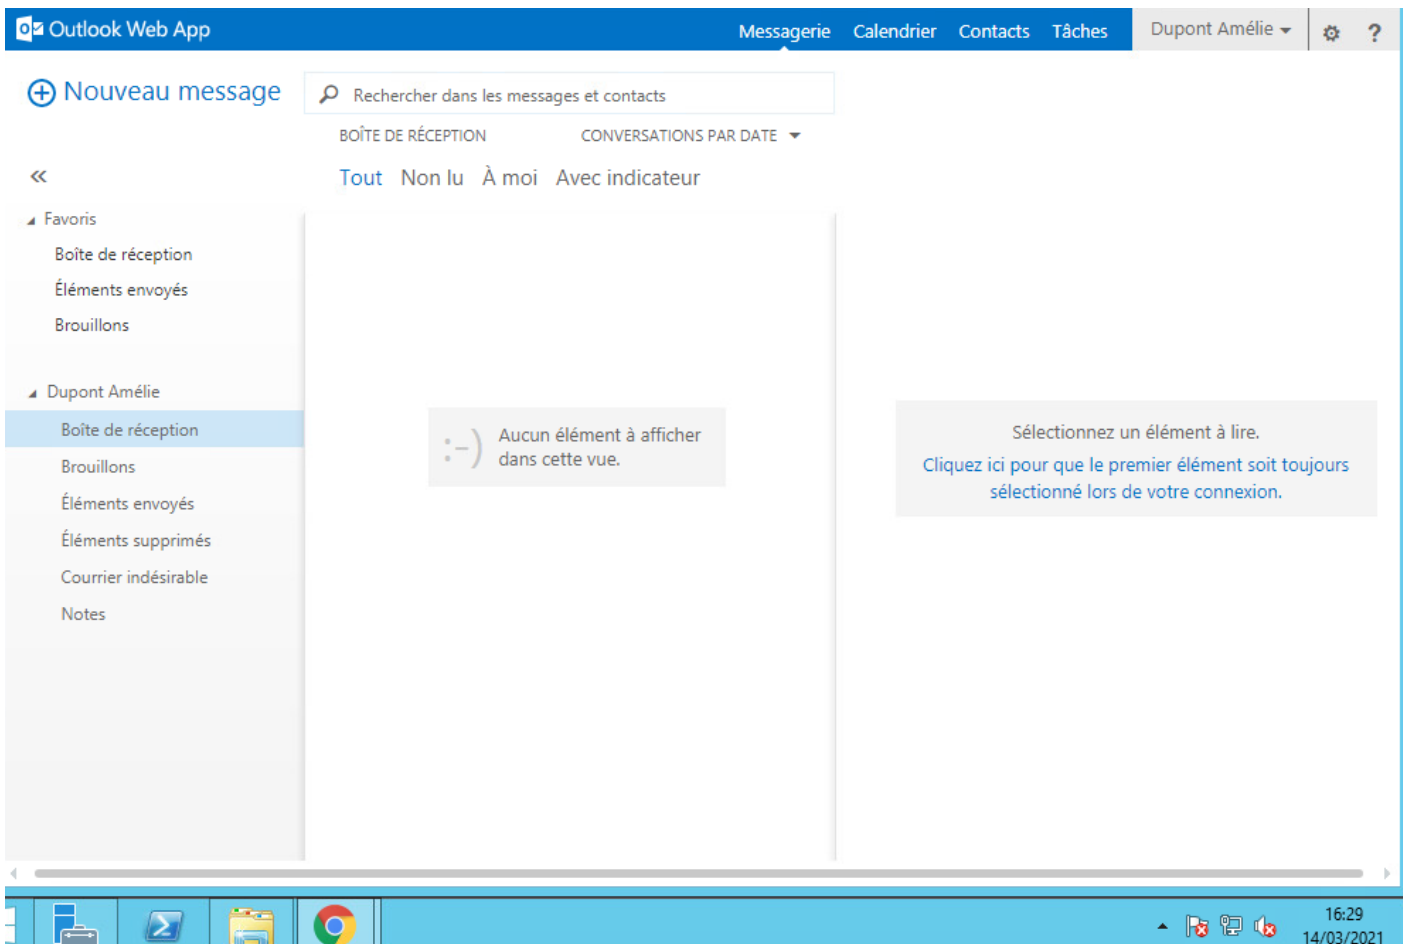 Outlook Web App
Messagerie Calendrier Contacts Tâches Dupont Amélie ?
Nouveau message
Rechercher dans les messages et contacts
BOÎTE DE RÉCEPTION CONVERSATIONS PAR DATE
Tout Non lu À moi Avec indicateur
Favoris
Boîte de réception
Éléments envoyés
Brouillons
Dupont Amélie
Boîte de réception
Brouillons
Éléments envoyés
Éléments supprimés
Courrier indésirable
Notes
:-)
Aucun élément à afficher
dans cette vue.
Sélectionnez un élément à lire.
Cliquez ici pour que le premier élément soit toujours
sélectionné lors de votre connexion.
16:29
14/03/2021